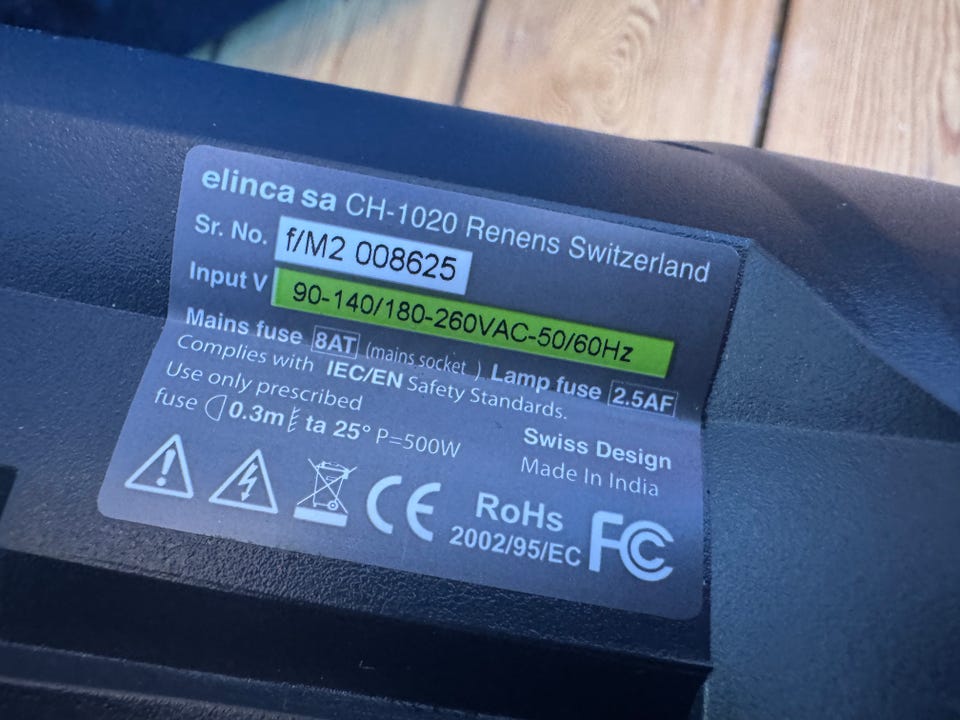 elinca sa CH-1020 Renens Switzerland
Sr. No. f/M2 008625
Input V 90-140/180-260VAC-50/60Hz
Mains fuse 8AT (mains socket ) Lamp fuse 2.5AF
Complies with IEC/EN Safety Standards.
Use only prescribed
fuse 0.3m ta 25° P=500W
Swiss Design
Made In India
CE
RoHs
2002/95/EC
FC